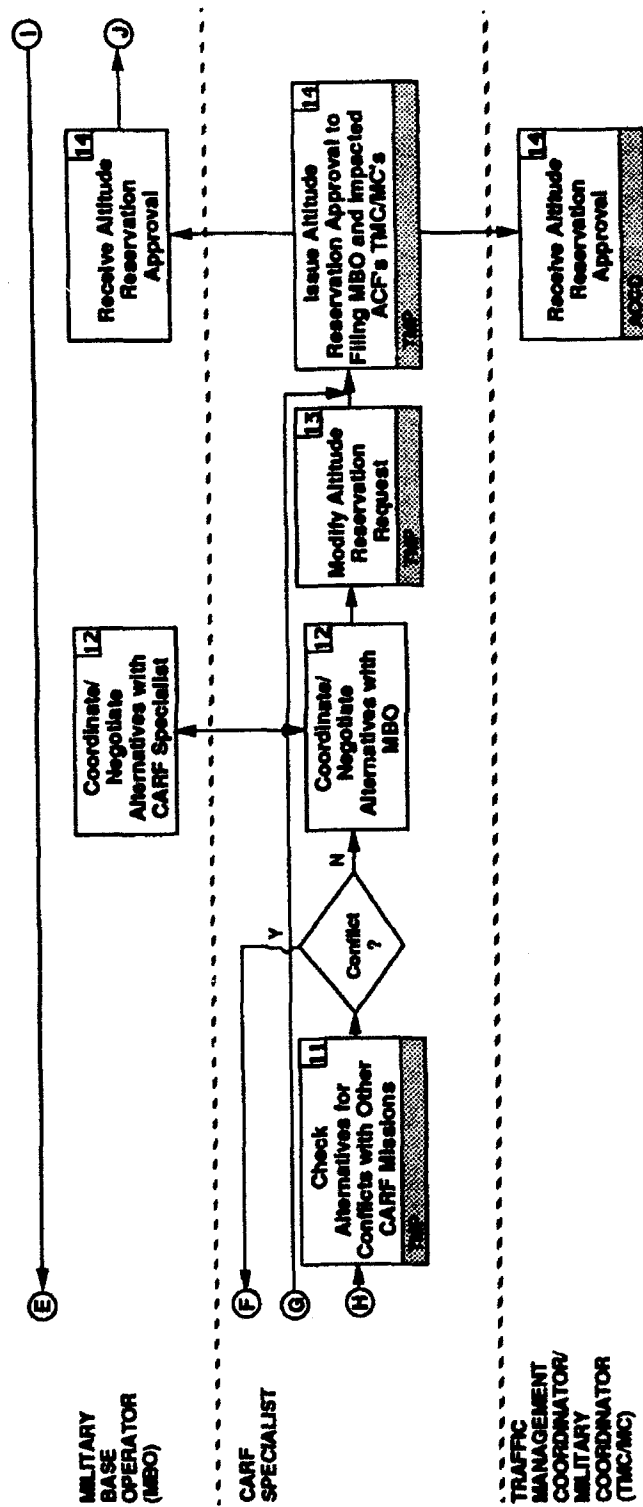 MILITARY
BASE
OPERATOR
(MBO)
E
I
12
Coordinate/
Negotiate
Alternatives with
CARF Specialist
14
Receive Altitude
Reservation
Approval
J
CARF
SPECIALIST
F
G
H
11
Check
Alternatives for
Conflicts with Other
CARF Missions
TMP
Conflict
?
Y
N
12
Coordinate/
Negotiate
Alternatives with
MBO
13
Modify Altitude
Reservation
Request
TMP
14
Issue Altitude
Reservation Approval to
Filing MBO and Impacted
ACF's TMC/MC's
TMP
TRAFFIC
MANAGEMENT
COORDINATOR/
MILITARY
COORDINATOR
(TMC/MC)
14
Receive Altitude
Reservation
Approval